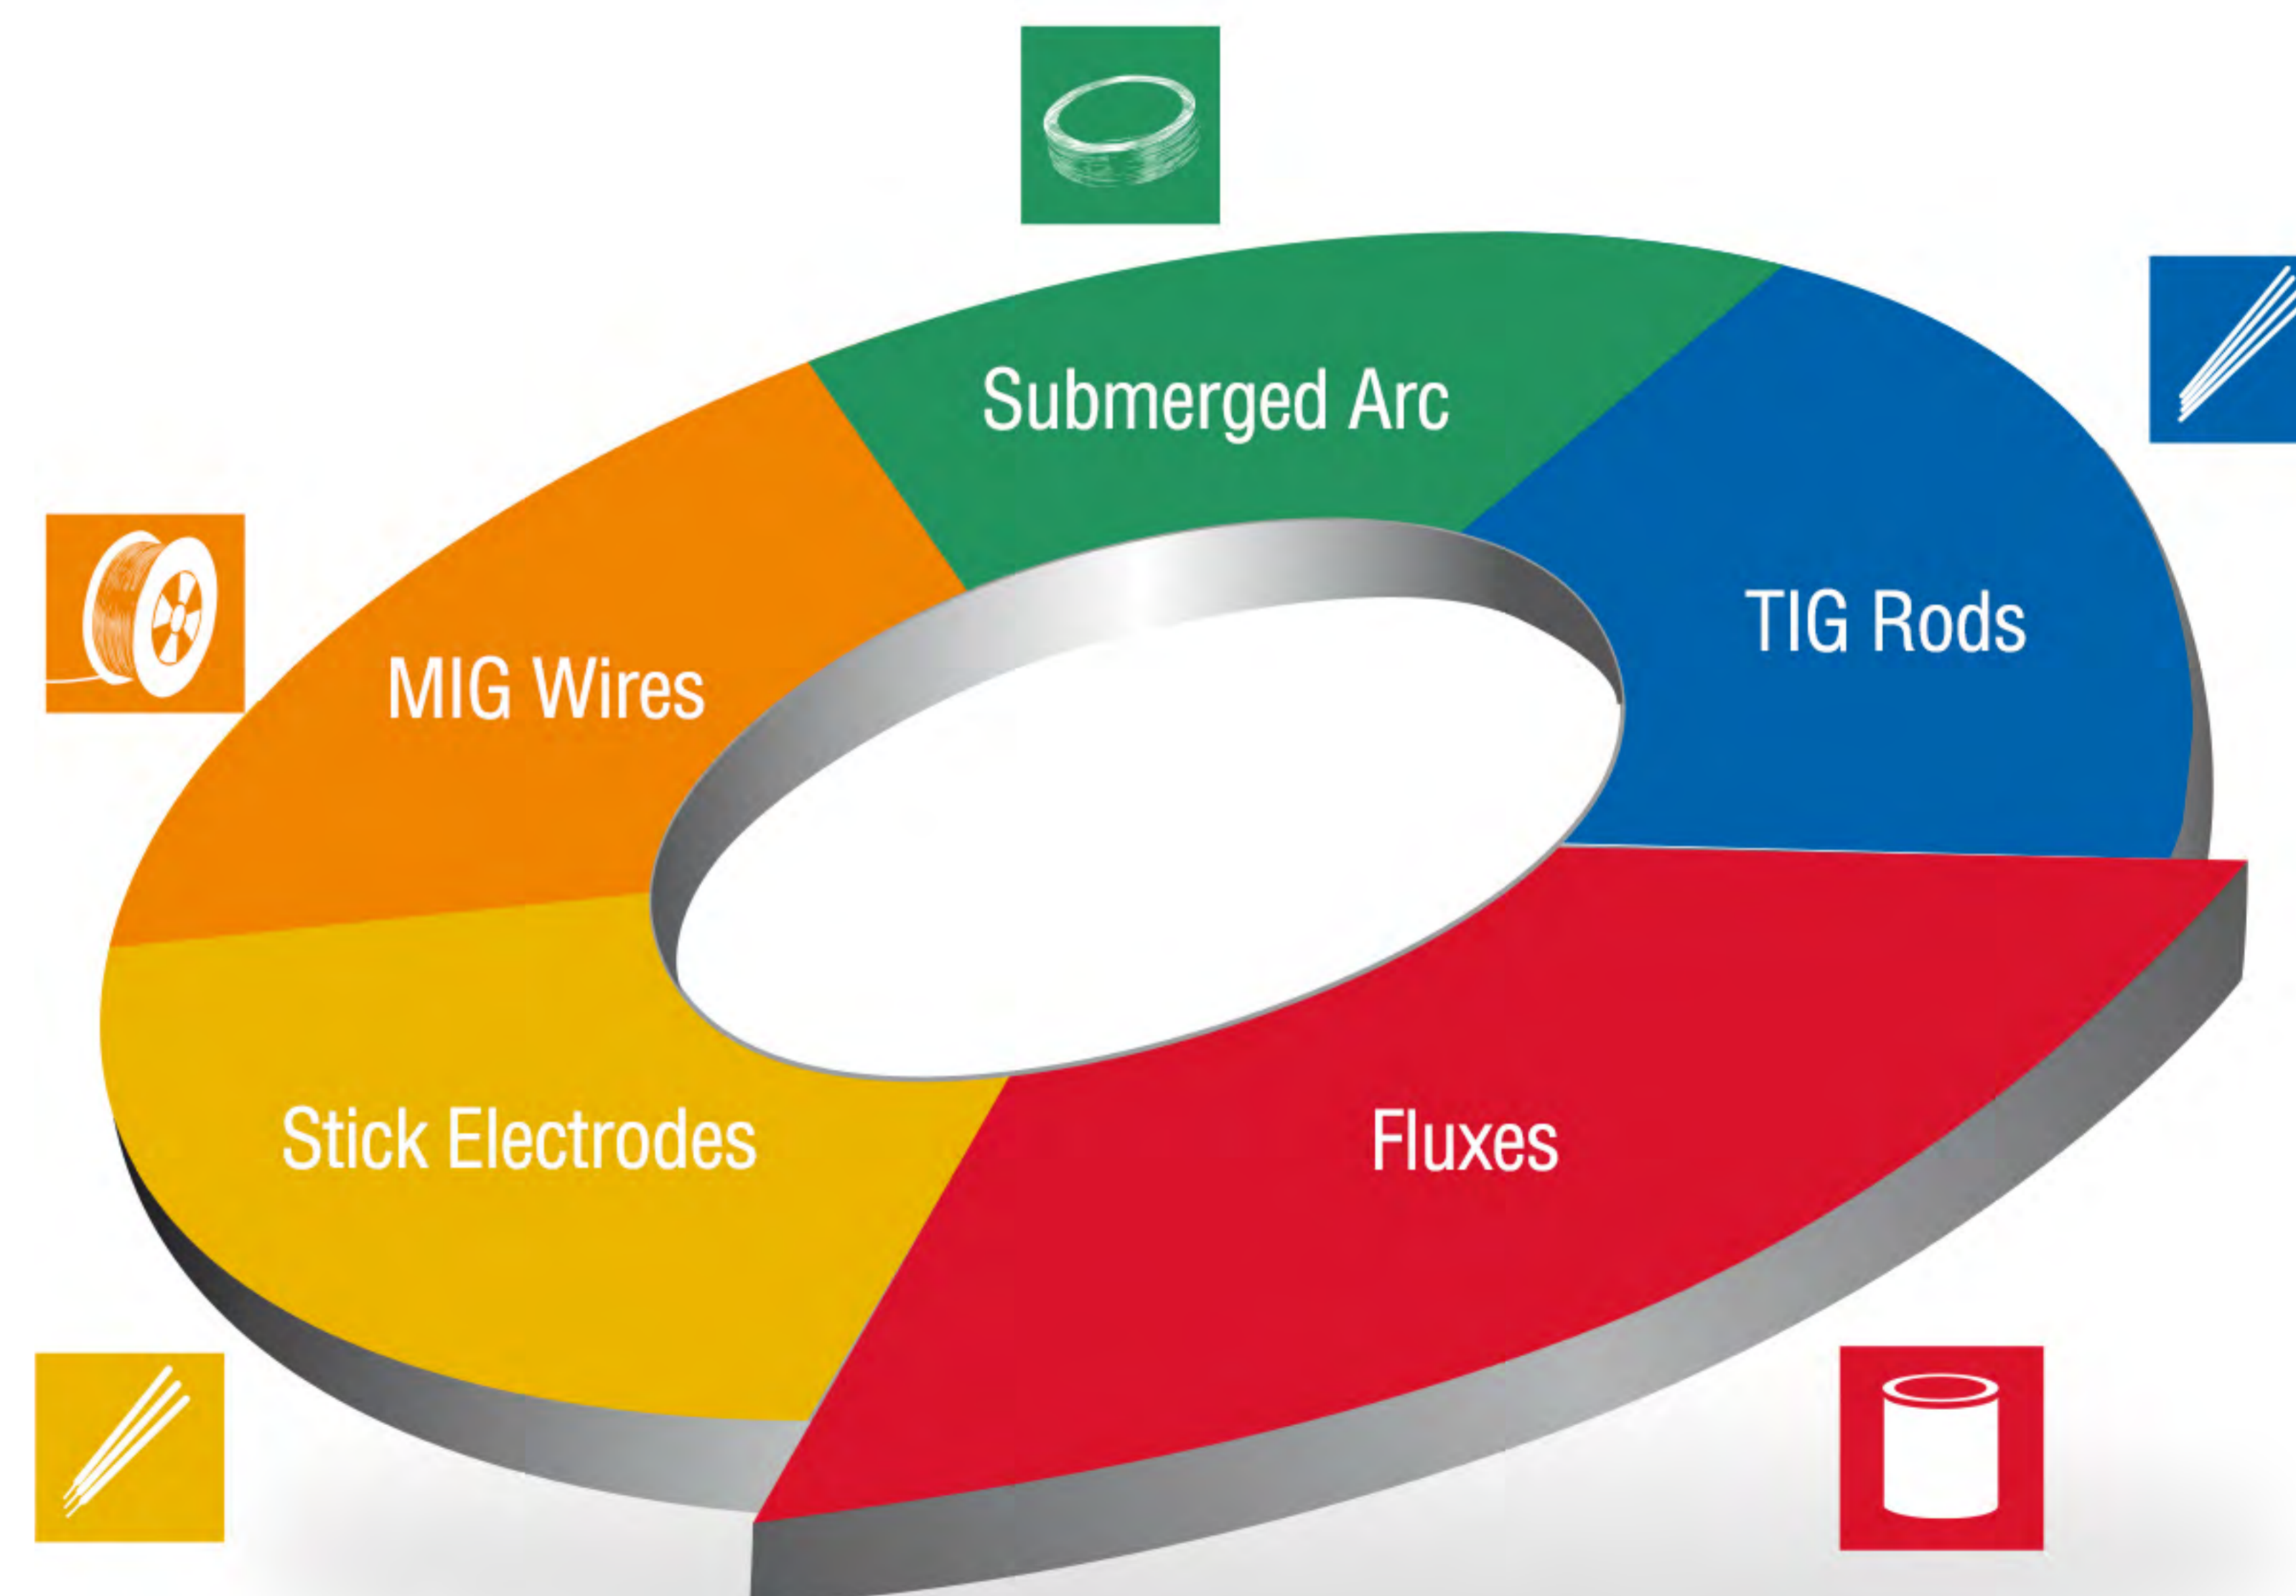 Submerged Arc
TIG Rods
MIG Wires
Stick Electrodes
Fluxes